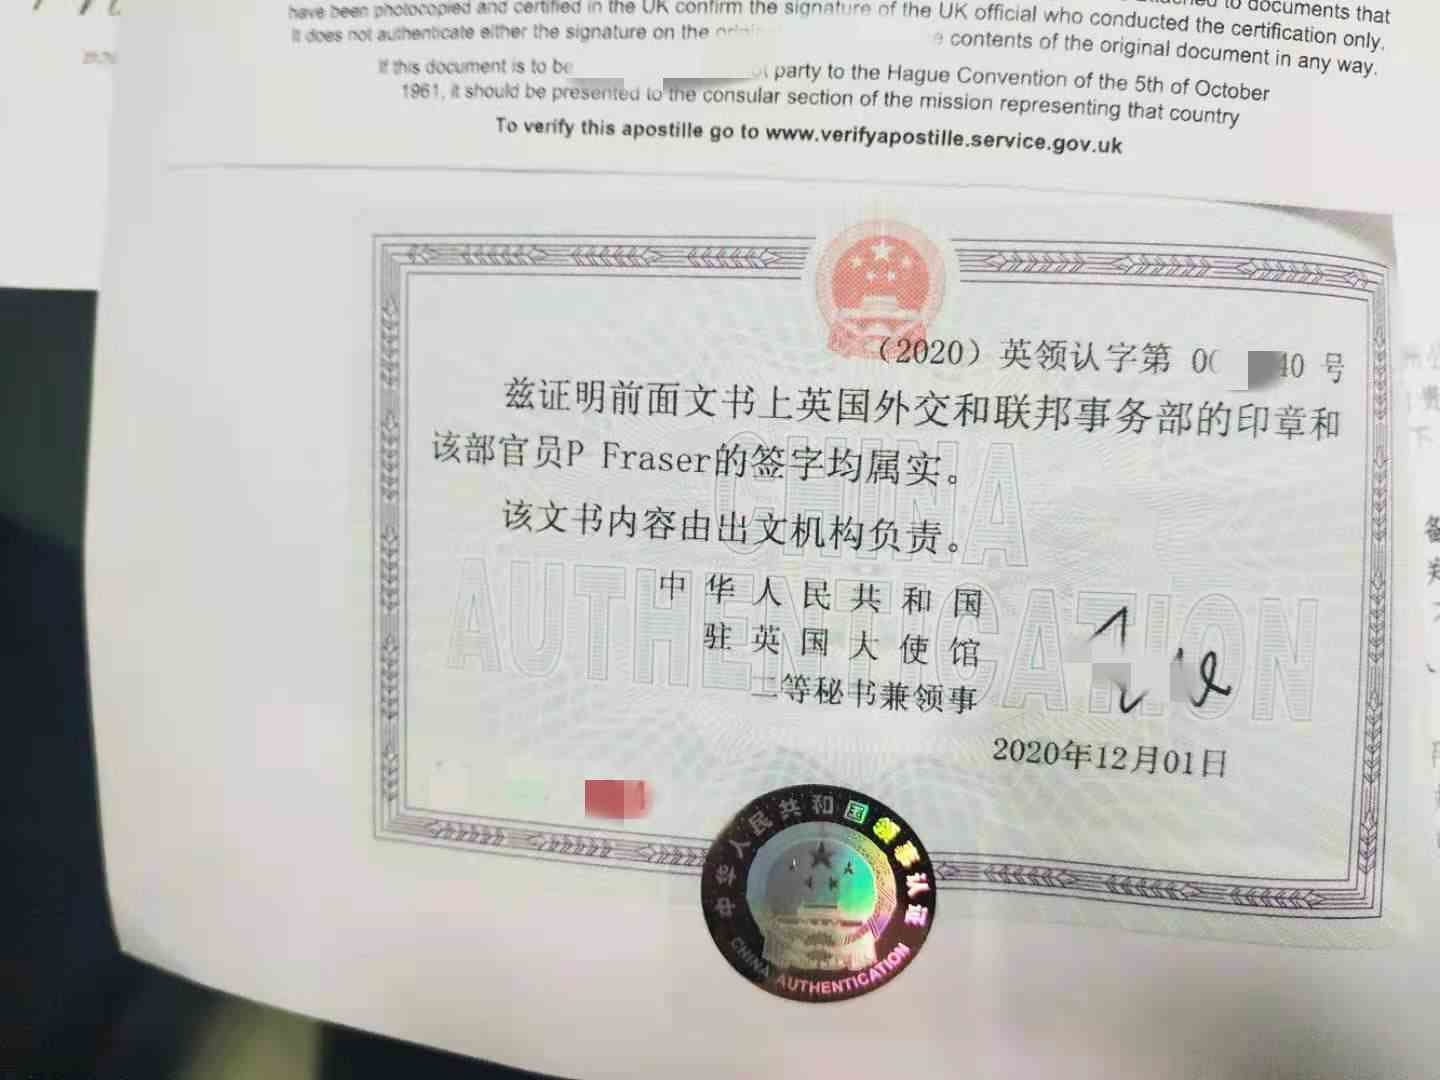 to documents that
have been photocopied and certified in the UK confirm the signature of the UK official who conducted the certification only.
It does not authenticate either the signature on the contents of the original document in any way.
If this document is to be party to the Hague Convention of the 5th of October
1961, it should be presented to the consular section of the mission representing that country
To verify this apostille go to www.verifyapostille.service.gov.uk
（2020）英领认字第 0 40 号
兹证明前面文书上英国外交和联邦事务部的印章和
该部官员P Fraser的签字均属实。
该文书内容由出文机构负责。
中华人民共和国
驻英国大使馆
二等秘书兼领事
2020年12月01日
CHINA
AUTHENTICATION
中华人民共和国领事认证
CHINA AUTHENTICATION